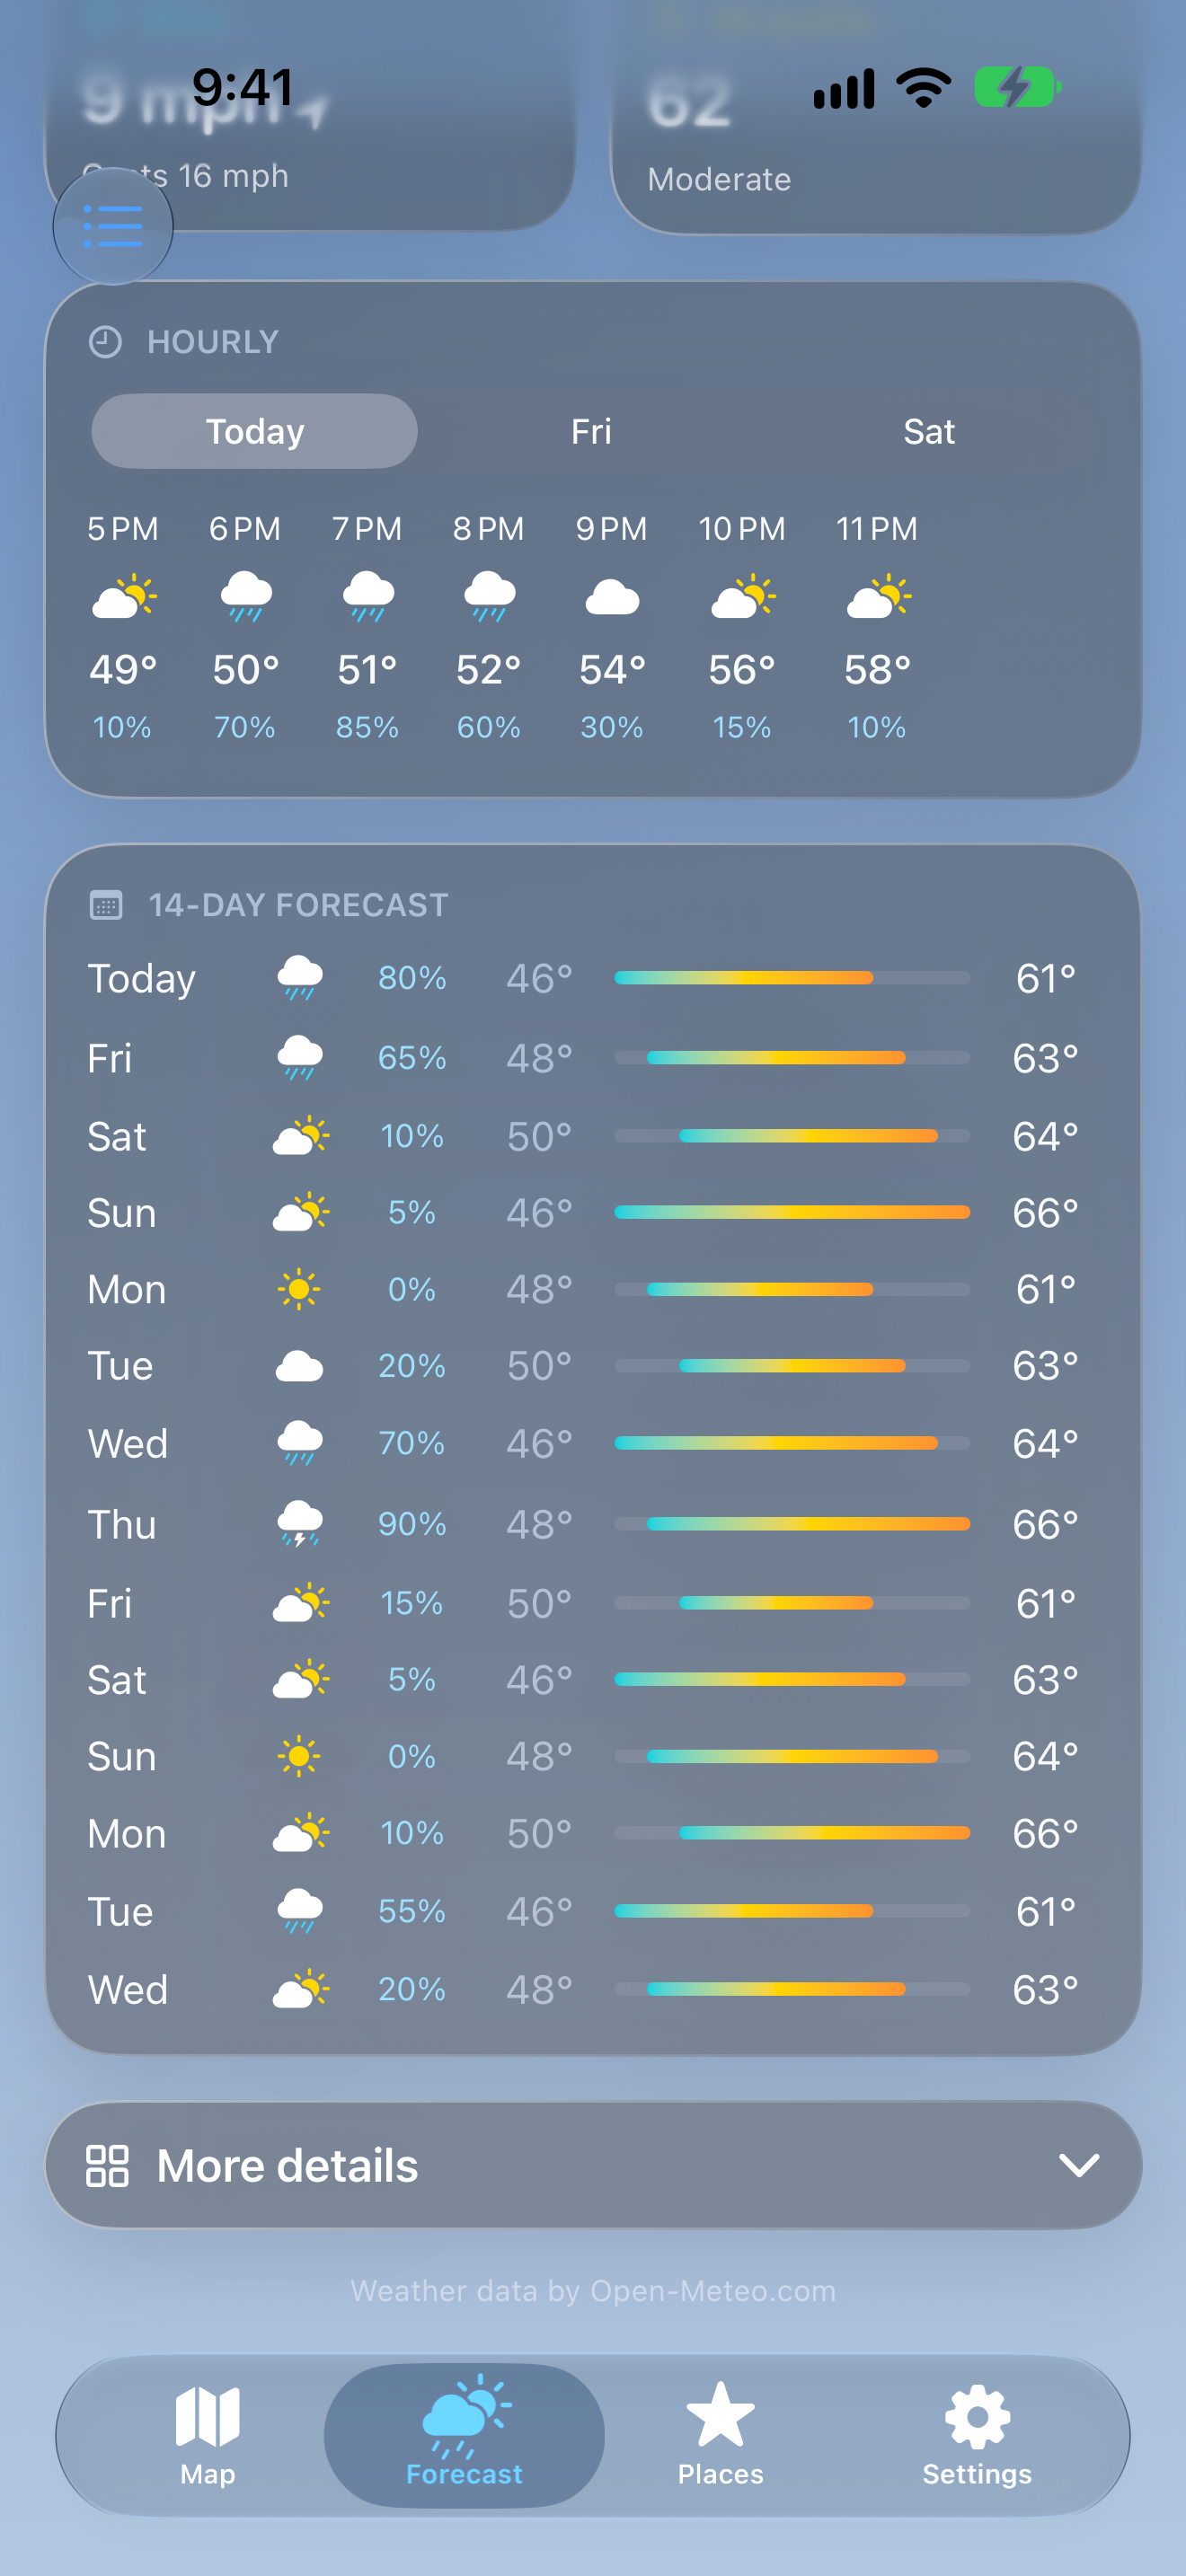 9:41
9 mph
62
16 mph
Moderate
HOURLY
Today Fri Sat
5 PM 6 PM 7 PM 8 PM 9 PM 10 PM 11 PM
49° 50° 51° 52° 54° 56° 58°
10% 70% 85% 60% 30% 15% 10%
14-DAY FORECAST
Today 80% 46° 61°
Fri 65% 48° 63°
Sat 10% 50° 64°
Sun 5% 46° 66°
Mon 0% 48° 61°
Tue 20% 50° 63°
Wed 70% 46° 64°
Thu 90% 48° 66°
Fri 15% 50° 61°
Sat 5% 46° 63°
Sun 0% 48° 64°
Mon 10% 50° 66°
Tue 55% 46° 61°
Wed 20% 48° 63°
More details
Weather data by Open-Meteo.com
Map Forecast Places Settings